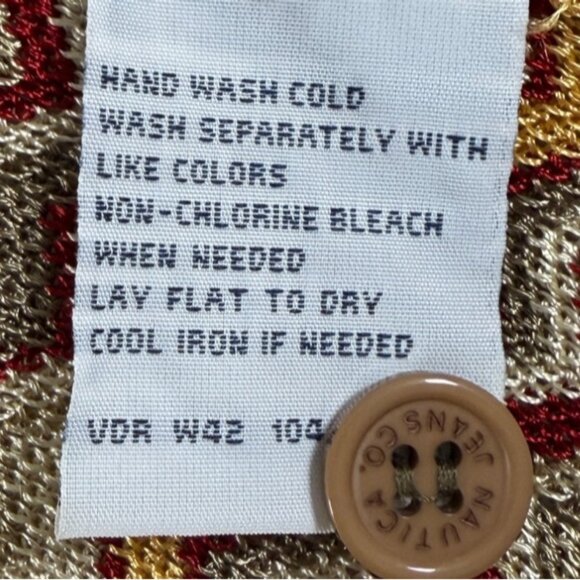 HAND WASH COLD
WASH SEPARATELY WITH
LIKE COLORS
NON-CHLORINE BLEACH
WHEN NEEDED
LAY FLAT TO DRY
COOL IRON IF NEEDED
VDR W42 104
NAUTICA JEANS CO.